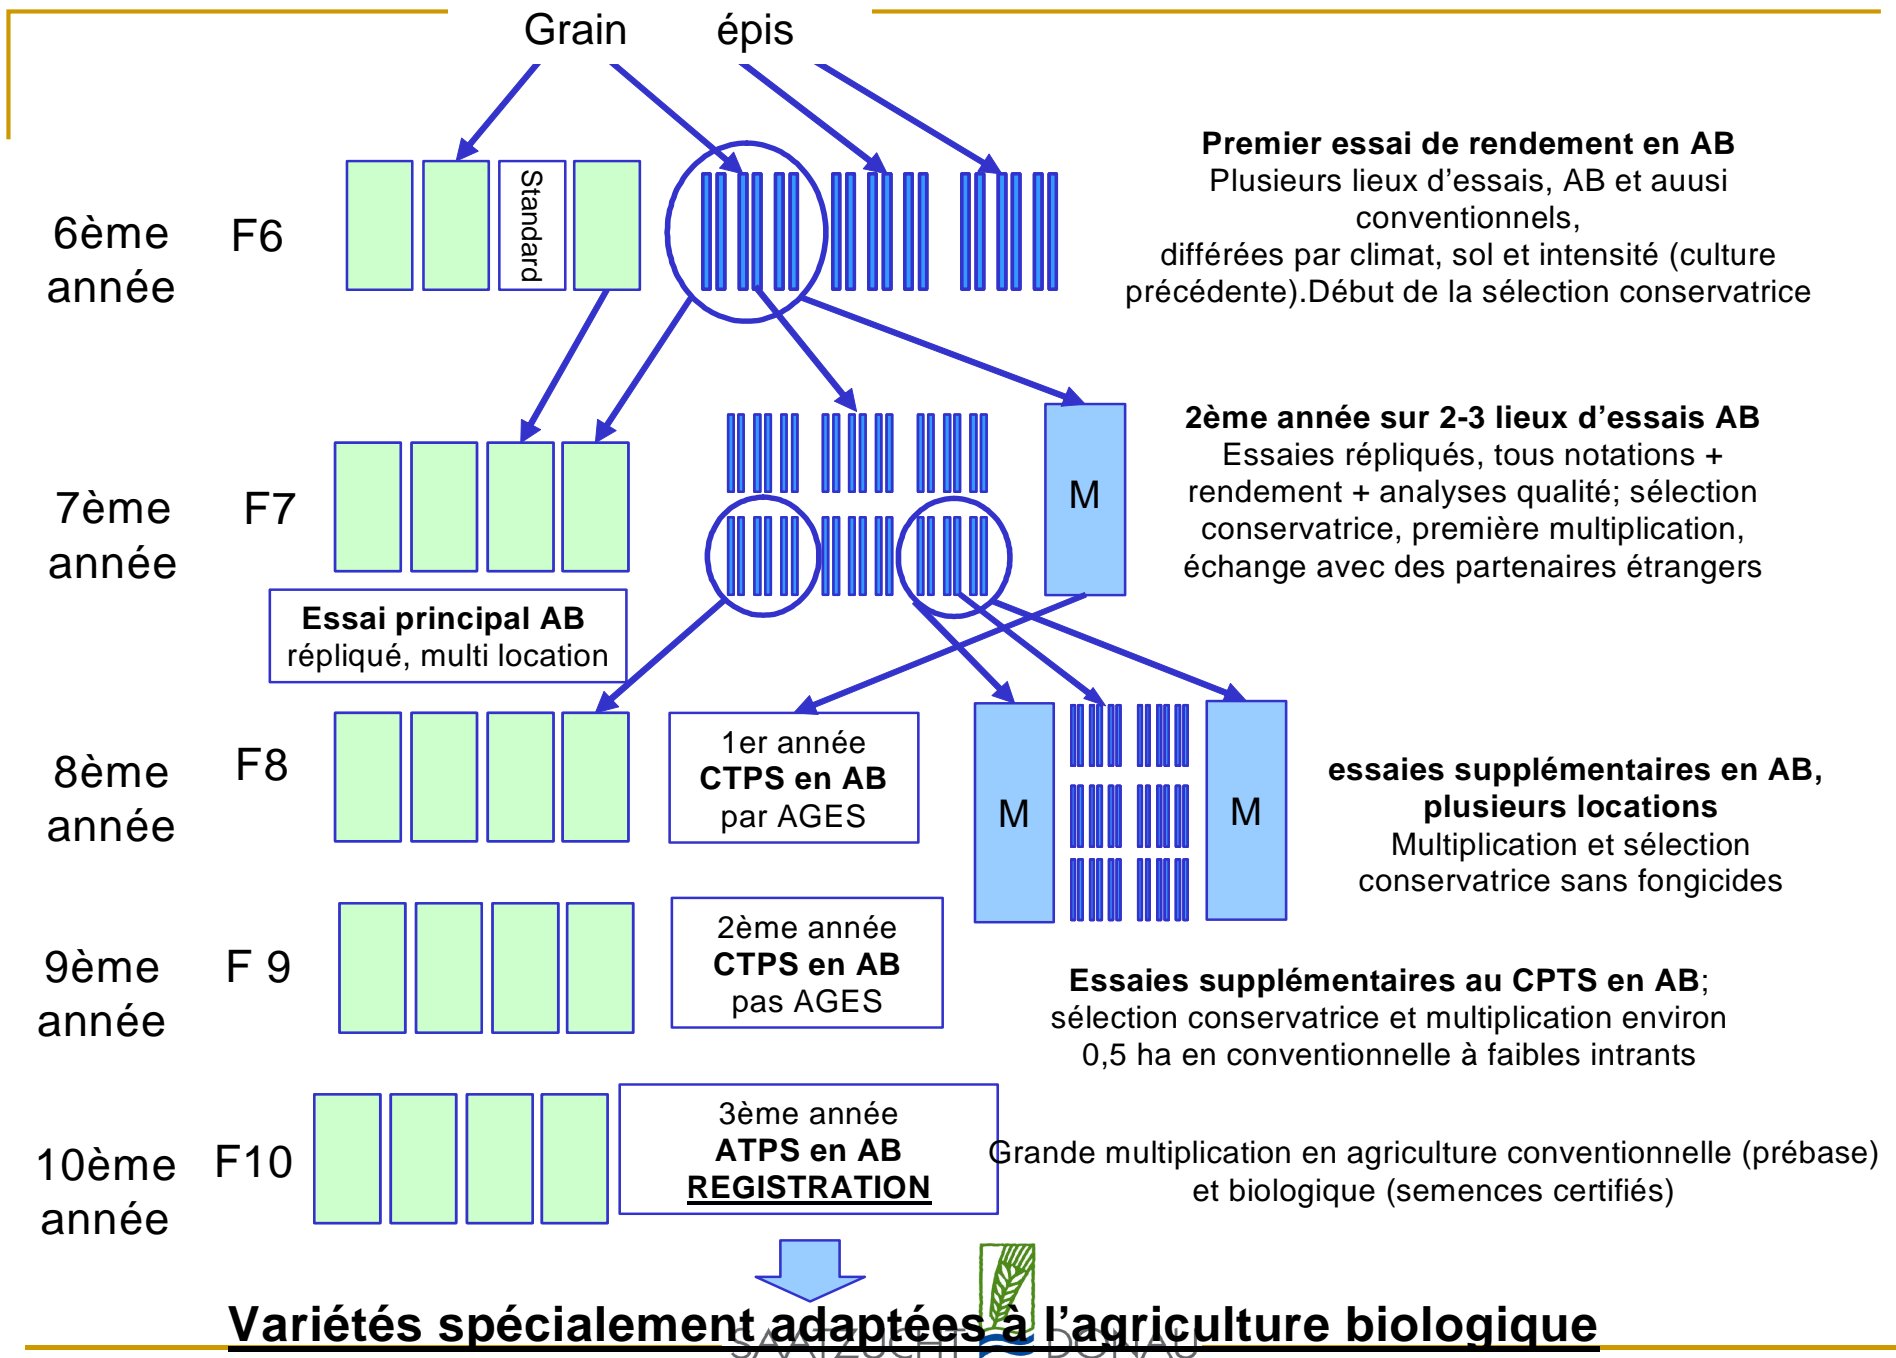 Grain épis
6ème
année
F6
Standard
Premier essai de rendement en AB
Plusieurs lieux d'essais, AB et auusi
conventionnels,
différées par climat, sol et intensité (culture
précédente).Début de la sélection conservatrice
7ème
année
F7
M
2ème année sur 2-3 lieux d'essais AB
Essaies répliqués, tous notations +
rendement + analyses qualité; sélection
conservatrice, première multiplication,
échange avec des partenaires étrangers
Essai principal AB
répliqué, multi location
8ème
année
F8
1er année
CTPS en AB
par AGES
M
M
essaies supplémentaires en AB,
plusieurs locations
Multiplication et sélection
conservatrice sans fongicides
9ème
année
F 9
2ème année
CTPS en AB
pas AGES
Essaies supplémentaires au CPTS en AB;
sélection conservatrice et multiplication environ
0,5 ha en conventionnelle à faibles intrants
10ème
année
F10
3ème année
ATPS en AB
REGISTRATION
Grande multiplication en agriculture conventionnelle (prébase)
et biologique (semences certifiés)
Variétés spécialement adaptées à l'agriculture biologique
SAATZUCHT DONAU